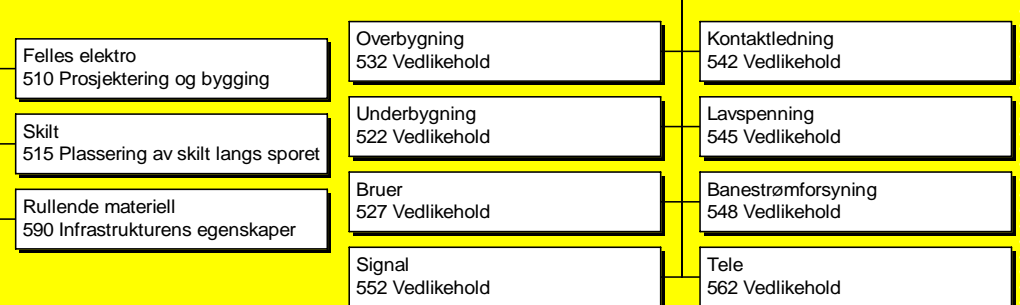 Felles elektro
510 Prosjektering og bygging
Skilt
515 Plassering av skilt langs sporet
Rullende materiell
590 Infrastrukturens egenskaper
Overbygning
532 Vedlikehold
Underbygning
522 Vedlikehold
Bruer
527 Vedlikehold
Signal
552 Vedlikehold
Kontaktledning
542 Vedlikehold
Lavspenning
545 Vedlikehold
Banestrømforsyning
548 Vedlikehold
Tele
562 Vedlikehold